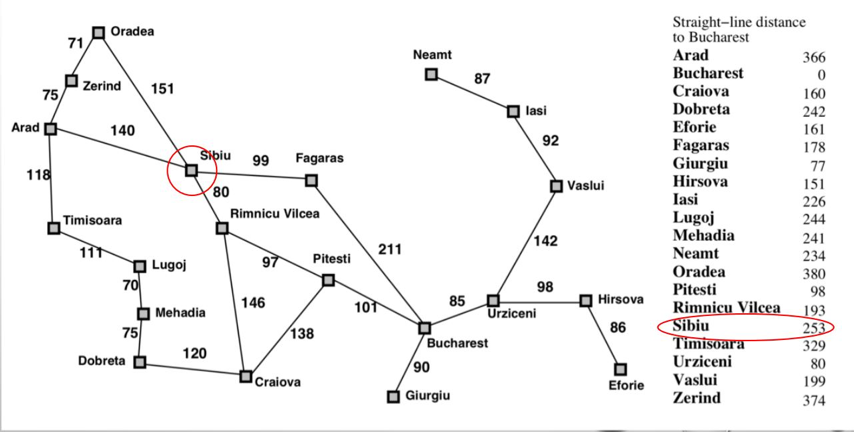 Oradea
71
Neamt
87
Zerind
151
75
Iasi
Arad
140
92
Sibiu
99
Fagaras
118
80
Vaslui
Timisoara
Rimnicu Vilcea
111
Lugoj
97
Pitesti
211
142
70
98
Mehadia
146
101
85
Hirsova
Urziceni
75
138
86
Bucharest
Dobreta
120
90
Craiova
Eforie
Giurgiu
Straight–line distance
to Bucharest
Arad 366
Bucharest 0
Craiova 160
Dobreta 242
Eforie 161
Fagaras 178
Giurgiu 77
Hirsova 151
Iasi 226
Lugoj 244
Mehadia 241
Neamt 234
Oradea 380
Pitesti 98
Rimnicu Vilcea 193
Sibiu 253
Timisoara 329
Urziceni 80
Vaslui 199
Zerind 374